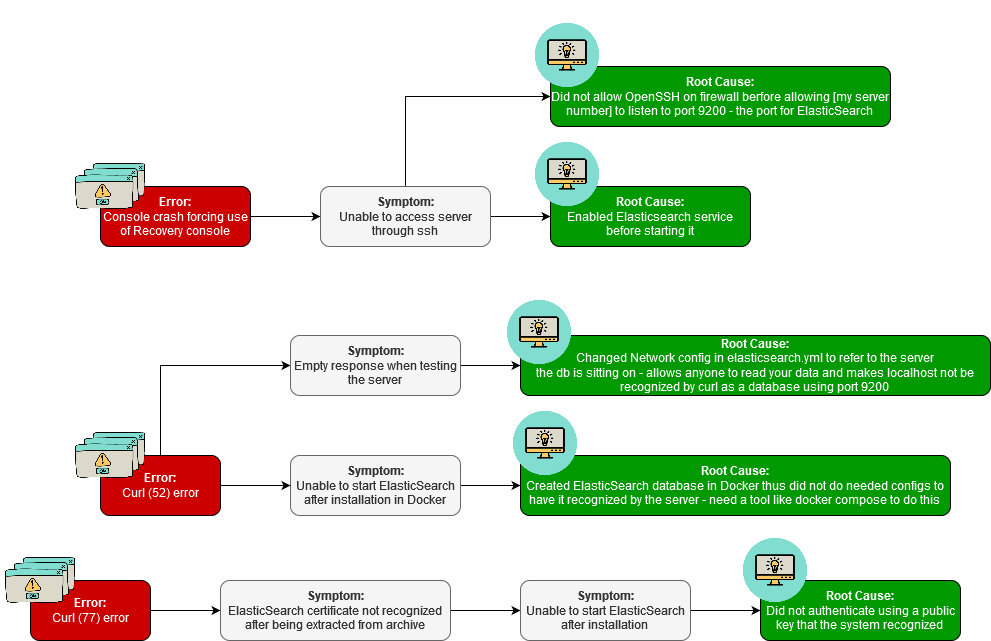 Root Cause:
Did not allow OpenSSH on firewall berfore allowing [my server
number] to listen to port 9200 - the port for ElasticSearch
Error:
Console crash forcing use
of Recovery console
Symptom:
Unable to access server
through ssh
Root Cause:
Enabled Elasticsearch service
before starting it
Symptom:
Empty response when testing
the server
Root Cause:
Changed Network config in elasticsearch.yml to refer to the server
the db is sitting on - allows anyone to read your data and makes localhost not be
recognized by curl as a database using port 9200
Error:
Curl (52) error
Symptom:
Unable to start ElasticSearch
after installation in Docker
Root Cause:
Created ElasticSearch database in Docker thus did not do needed configs to
have it recognized by the server - need a tool like docker compose to do this
Error:
Curl (77) error
Symptom:
ElasticSearch certificate not recognized
after being extracted from archive
Symptom:
Unable to start ElasticSearch
after installation
Root Cause:
Did not authenticate using a public
key that the system recognized